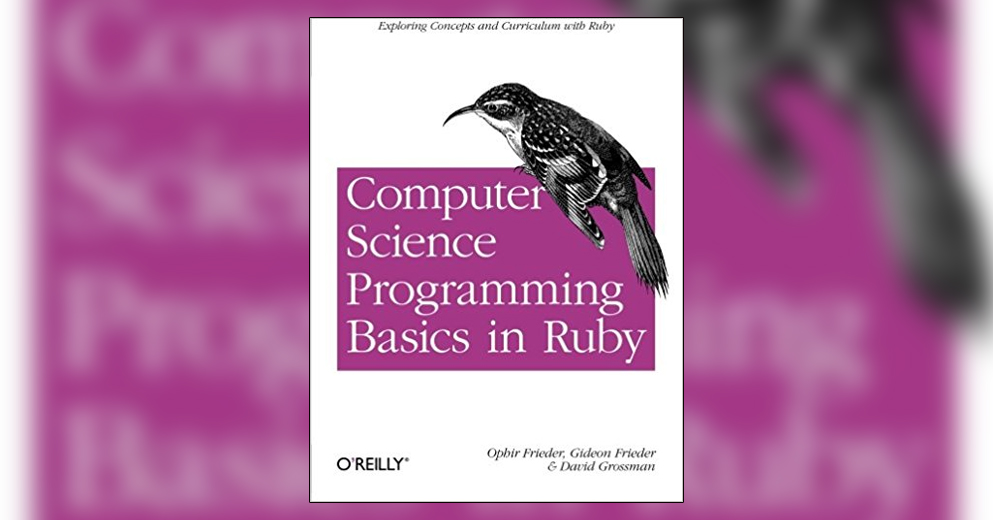 Exploring Concepts and Curriculum with Ruby
Computer
Science
Programming
Basics in Ruby
O'REILLY®
Ophir Frieder, Gideon Frieder
& David Grossman